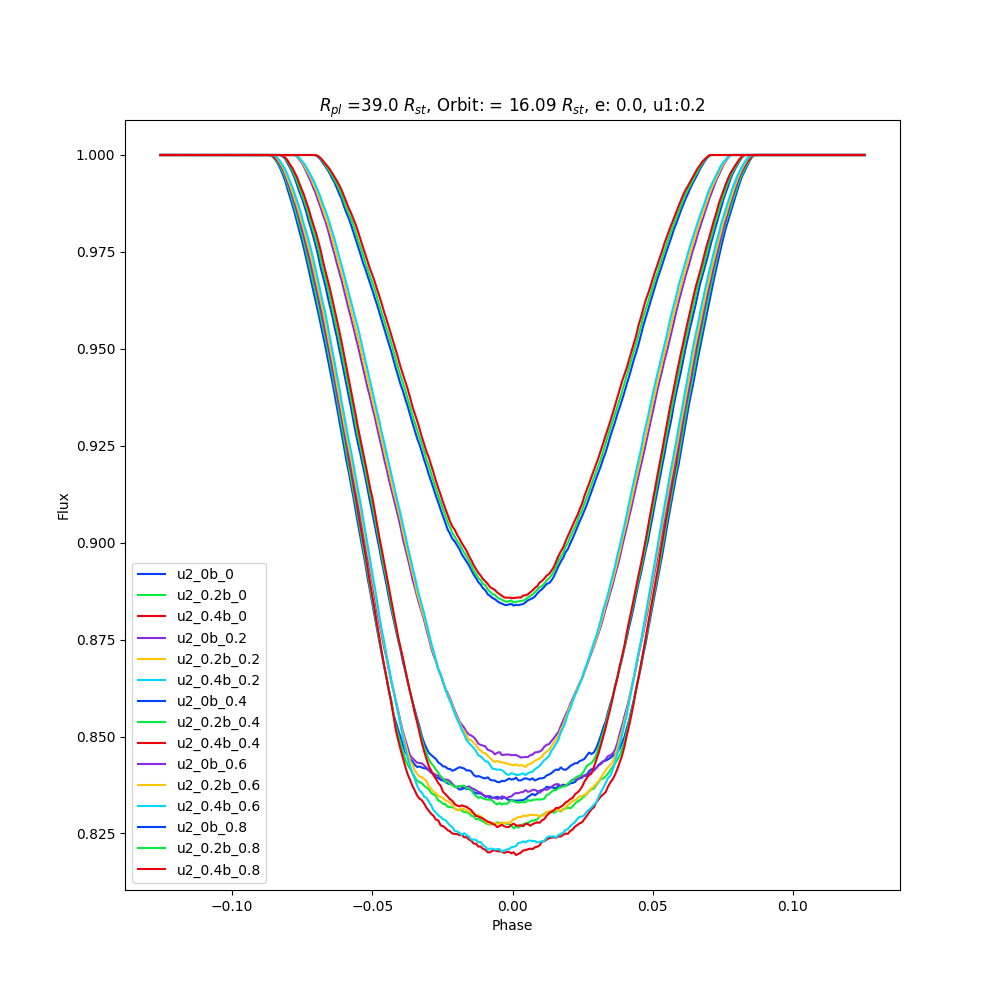 R_pl =39.0 R_st, Orbit: = 16.09 R_st, e: 0.0, u1:0.2
1.000
0.975
0.950
0.925
0.900
0.875
0.850
0.825
Flux
u2_0b_0
u2_0.2b_0
u2_0.4b_0
u2_0b_0.2
u2_0.2b_0.2
u2_0.4b_0.2
u2_0b_0.4
u2_0.2b_0.4
u2_0.4b_0.4
u2_0b_0.6
u2_0.2b_0.6
u2_0.4b_0.6
u2_0b_0.8
u2_0.2b_0.8
u2_0.4b_0.8
−0.10 −0.05 0.00 0.05 0.10
Phase